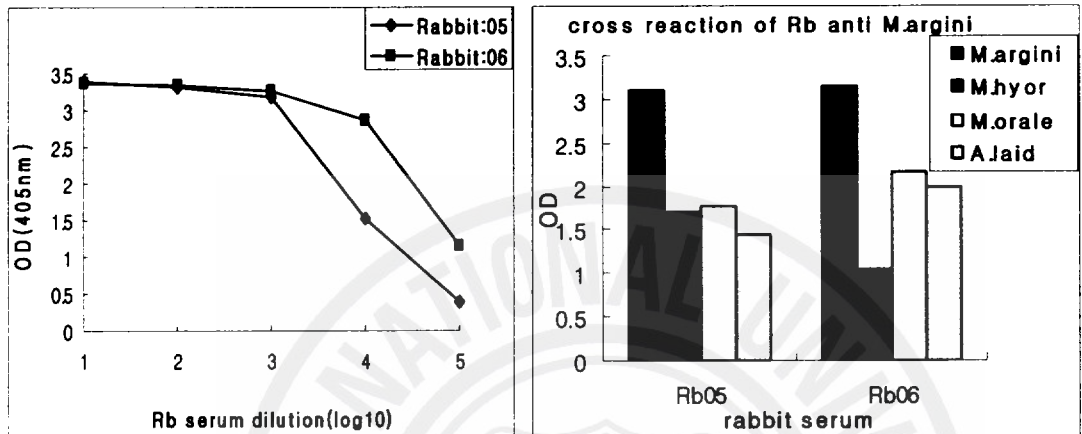 Rabbit:05
Rabbit:06
3.5
3
2.5
2
1.5
1
0.5
0
OD(405nm)
1 2 3 4 5
Rb serum dilution(log10)
cross reaction of Rb anti M.argini
M.argini
M.hyor
M.orale
A.laid
3.5
3
2.5
2
1.5
1
0.5
0
OD
Rb05 Rb06
rabbit serum
NATIONAL UNI